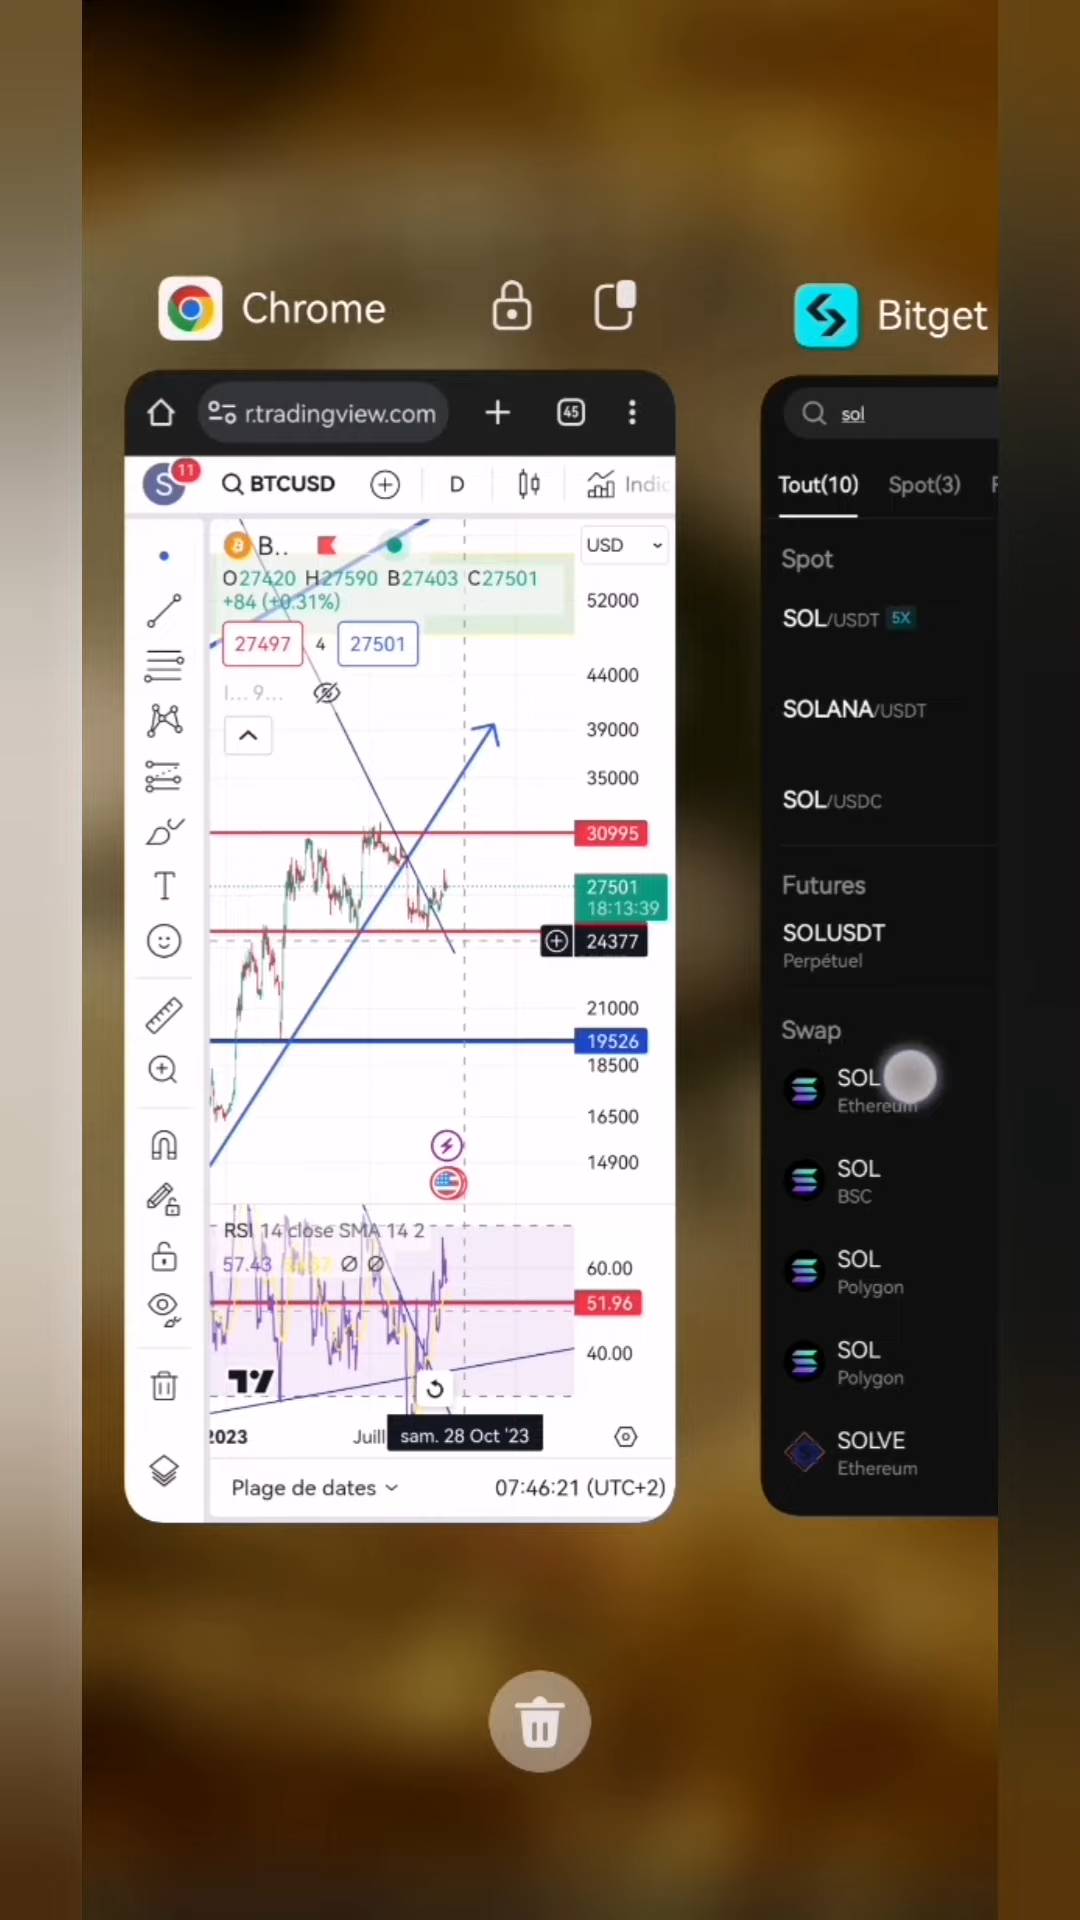 Chrome
Bitget
r.tradingview.com
45
sol
S
11
BTCUSD
D
Indic
Tout(10)
Spot(3)
B..
USD
O27420 H27590 B27403 C27501
+84 (+0.31%)
27497
4
27501
I... 9...
52000
44000
39000
35000
30995
27501
18:13:39
24377
21000
19526
18500
16500
14900
RSI 14 close SMA 14 2
57.43
Ø Ø
60.00
51.96
40.00
2023
Juill
sam. 28 Oct '23
Plage de dates
07:46:21 (UTC+2)
Spot
SOL/USDT 5X
SOLANA/USDT
SOL/USDC
Futures
SOLUSDT
Perpétuel
Swap
SOL
Ethereum
SOL
BSC
SOL
Polygon
SOL
Polygon
SOLVE
Ethereum